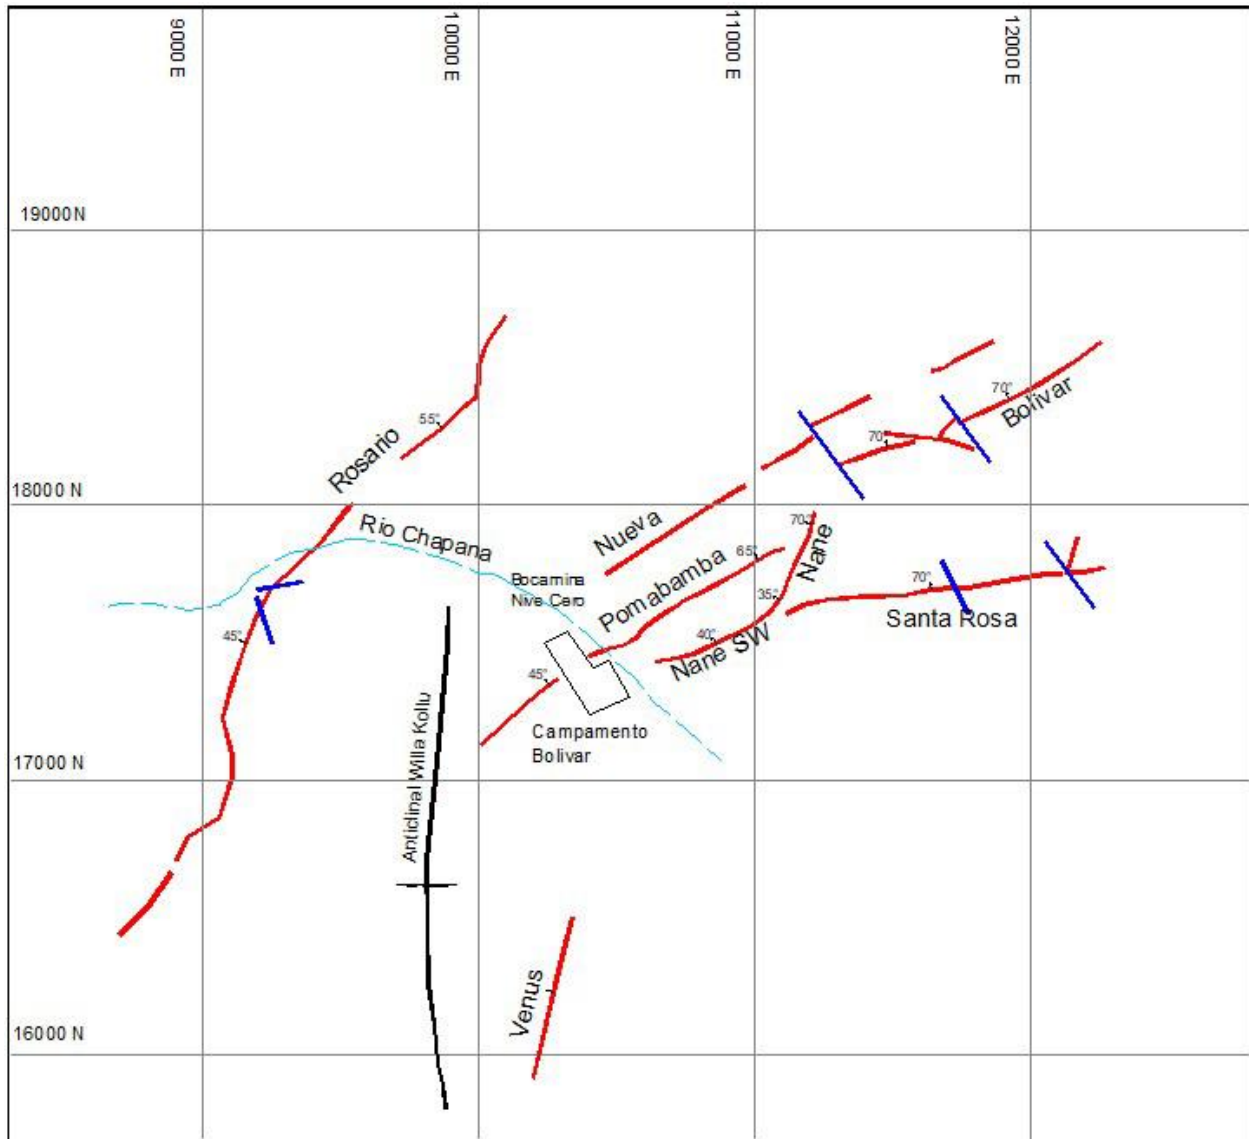 9000 E
10000 E
11000 E
12000 E
19000 N
18000 N
17000 N
16000 N
70°
Bolivar
55°
Rosario
70°
Rio Chapana
Nueva
70°
Nane
65°
Pomabamba
Bocamina
Nive Cero
70°
35°
Santa Rosa
45°
40°
Nane SW
45°
Campamento
Bolivar
Anticlinal Willa Kollu
Venus